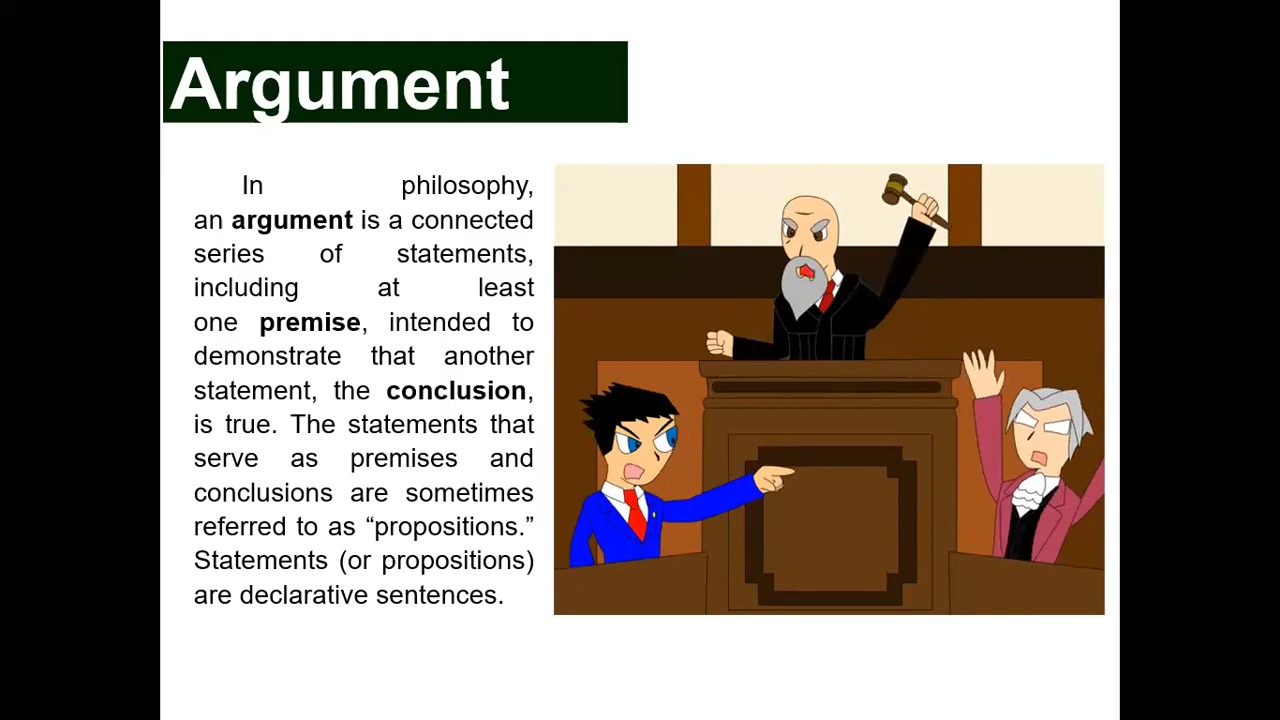 Argument
In philosophy,
an argument is a connected
series of statements,
including at least
one premise, intended to
demonstrate that another
statement, the conclusion,
is true. The statements that
serve as premises and
conclusions are sometimes
referred to as “propositions.”
Statements (or propositions)
are declarative sentences.